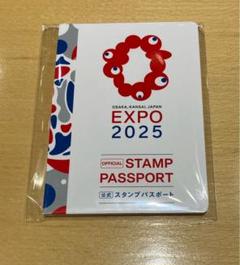 OSAKA, KANSAI, JAPAN
EXPO
2025
OFFICIAL STAMP
PASSPORT
公式 スタンプパスポート